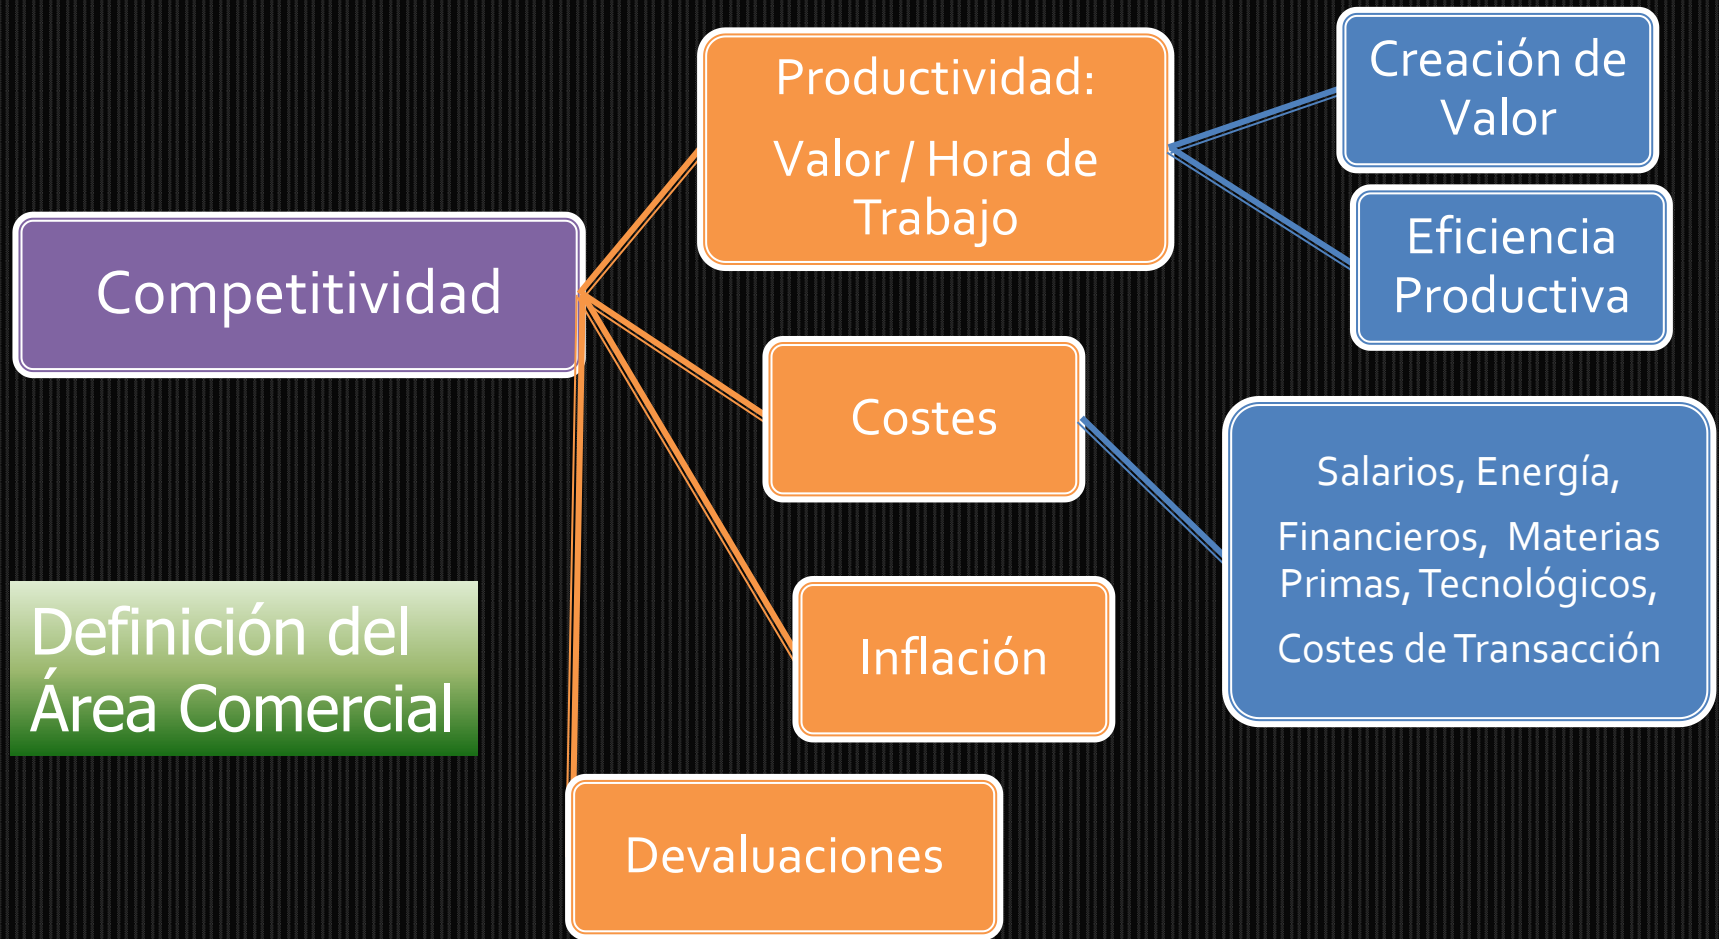 Creación de
Valor
Productividad:
Valor / Hora de
Trabajo
Eficiencia
Productiva
Competitividad
Costes
Salarios, Energía,
Financieros, Materias
Primas, Tecnológicos,
Costes de Transacción
Definición del
Área Comercial
Inflación
Devaluaciones